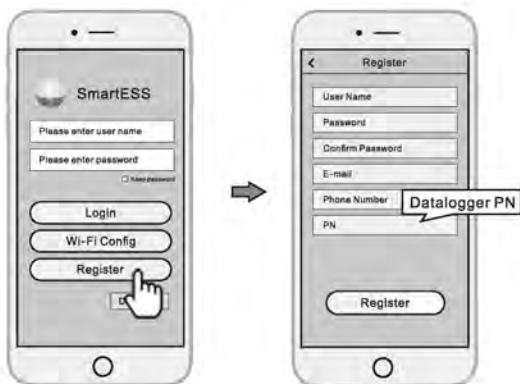 SmartESS
Please enter user name
Please enter password
Keep password
Login
Wi-Fi Config
Register
Register
User Name
Password
Confirm Password
E-mail
Phone Number
PN
Datalogger PN
Register